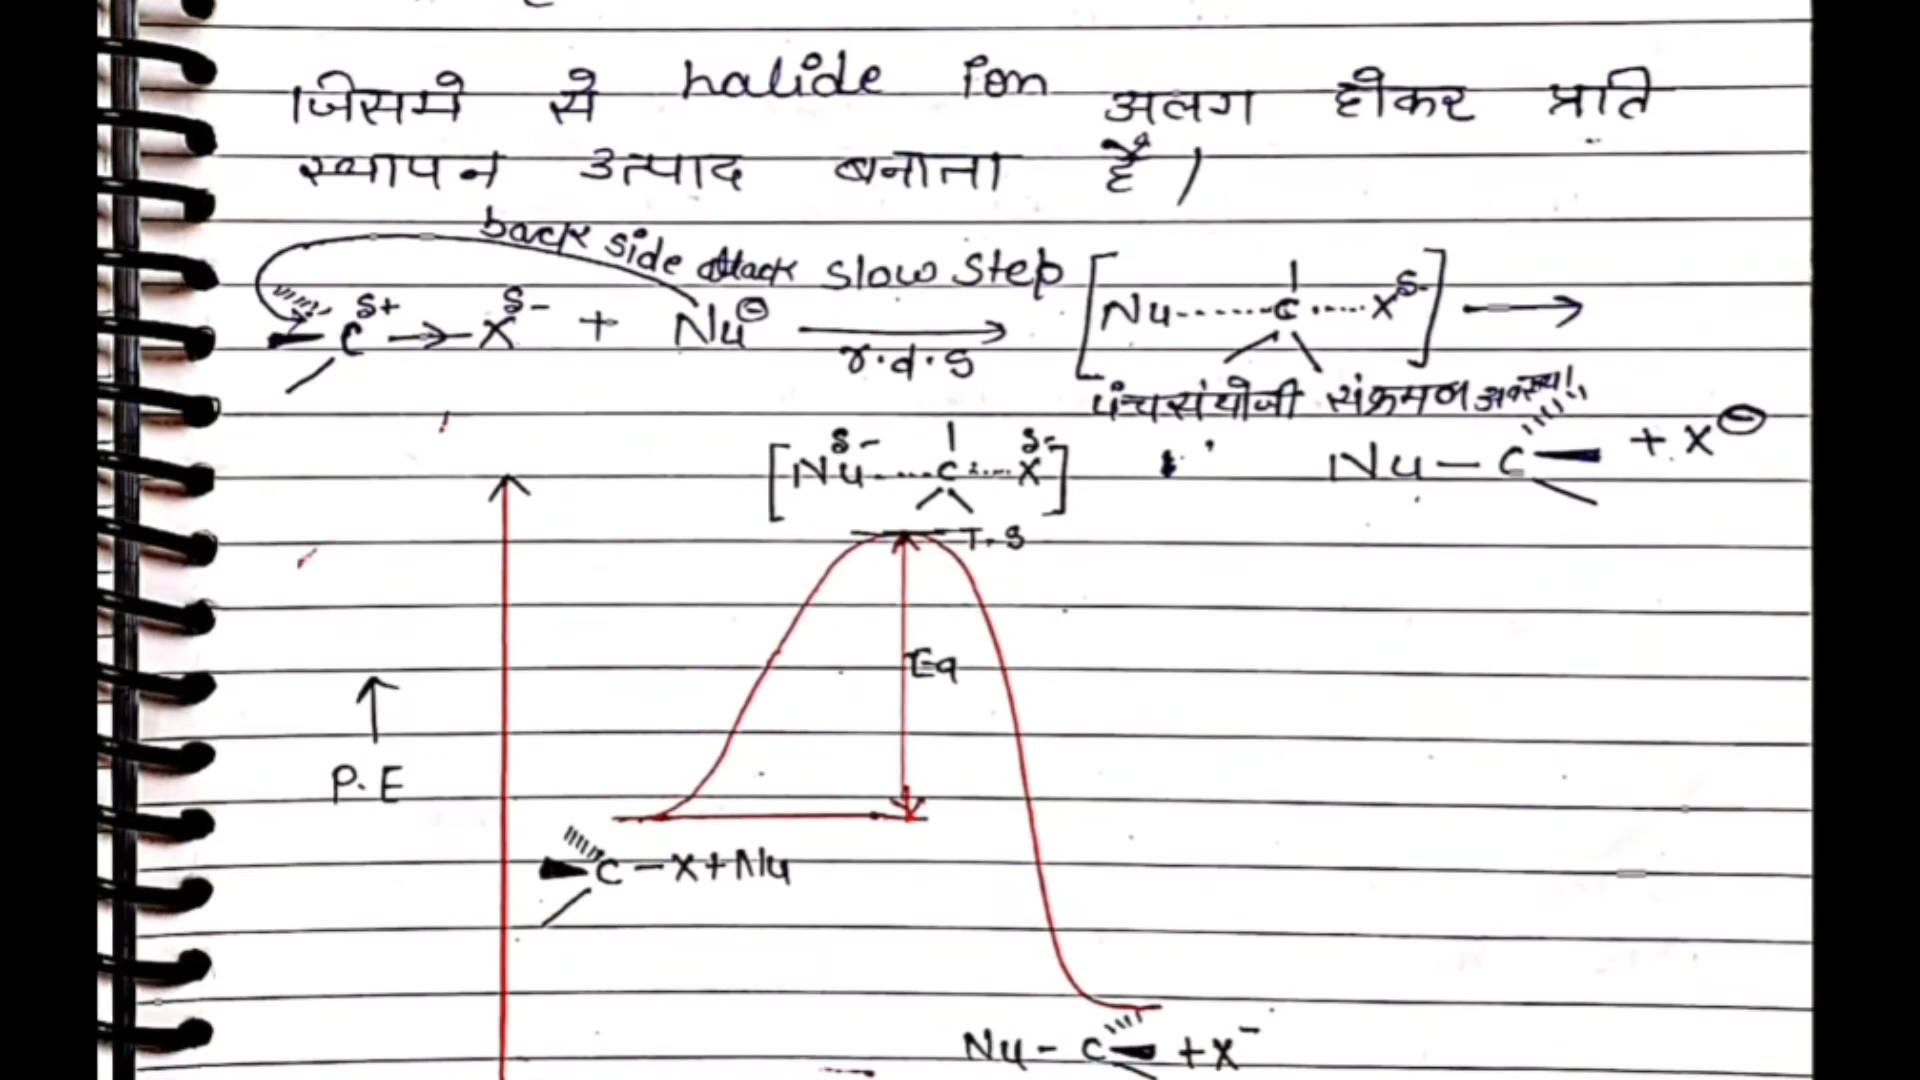 जिसमे से halide ion अलग होकर प्रति
स्थापन उत्पाद बनाता है।
back side attack slow step
C^δ+ → X^δ- + Nu^⊖ → [Nu......C....X^δ-] →
r.d.s
पंचसंयोजी संक्रमण अवस्था!
Nu – C + X^⊖
[Nu^δ- .....C.....X^δ-]
T.S
Ea
↑
P.E
C – X + Nu
Nu – C + X^-